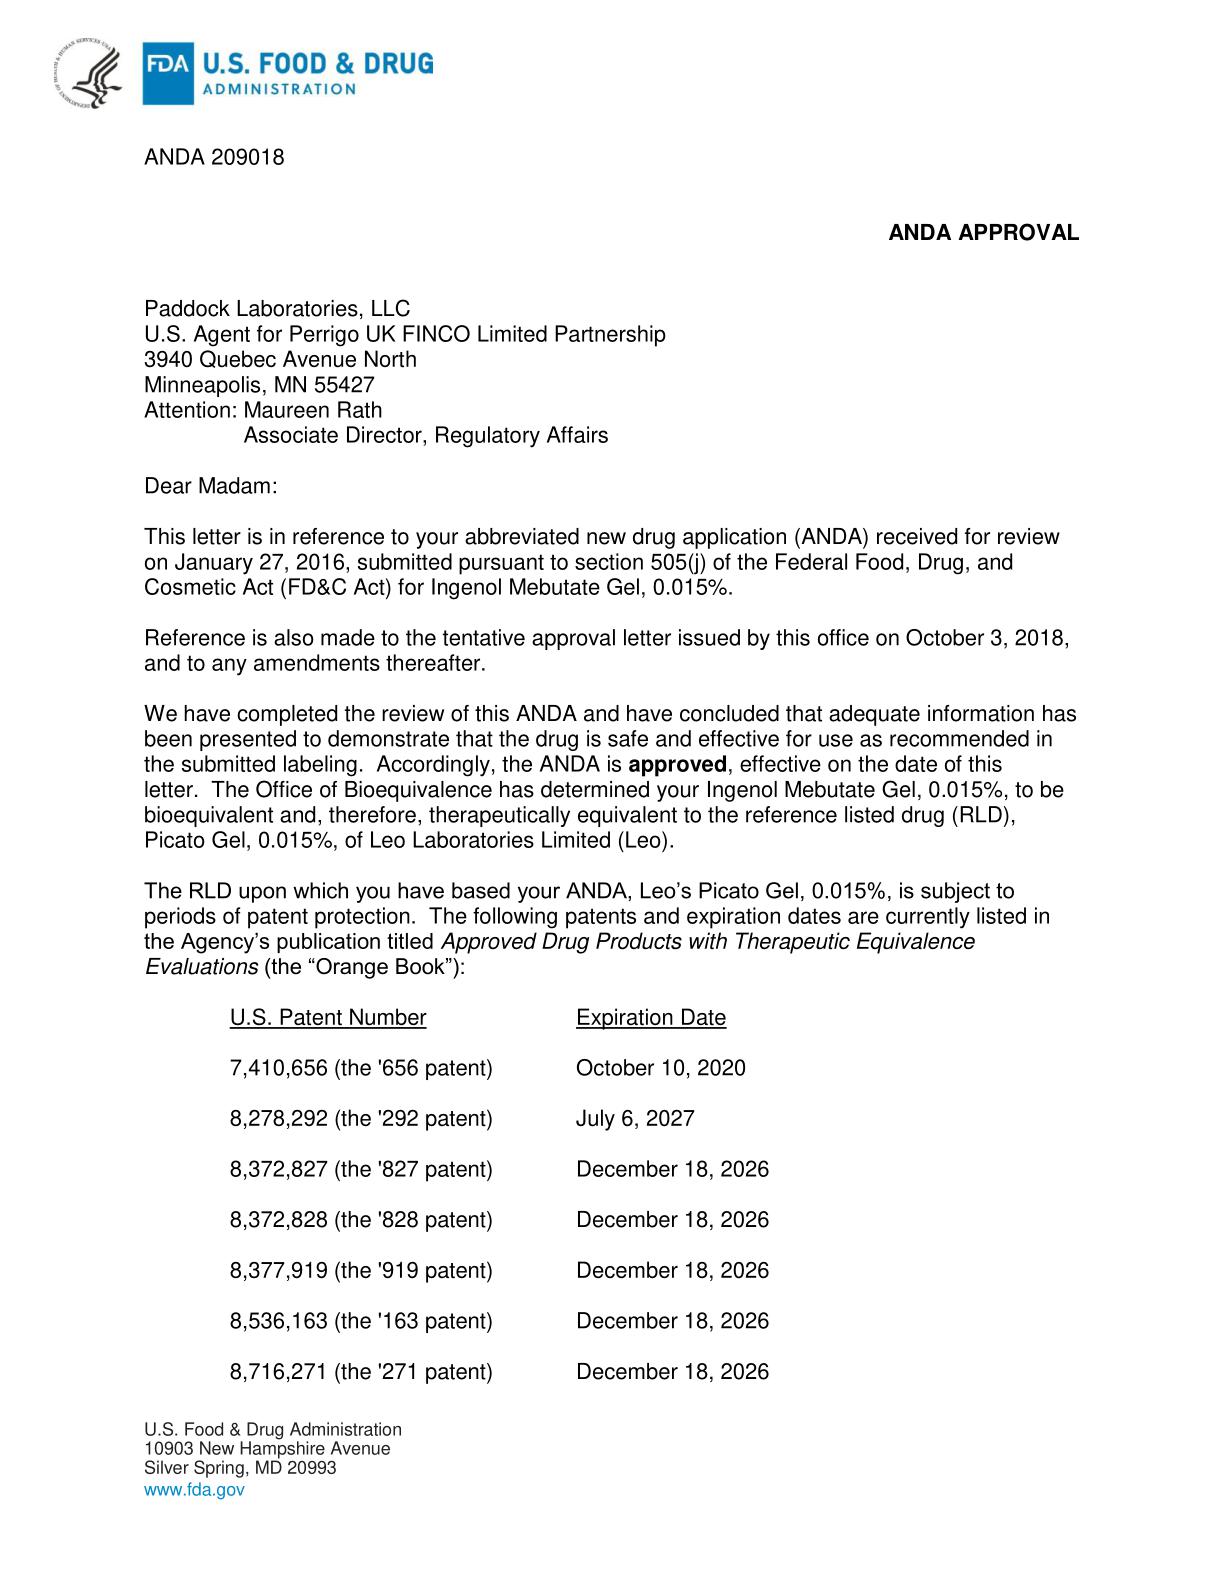 FDA U.S. FOOD & DRUG
ADMINISTRATION
ANDA 209018
ANDA APPROVAL
Paddock Laboratories, LLC
U.S. Agent for Perrigo UK FINCO Limited Partnership
3940 Quebec Avenue North
Minneapolis, MN 55427
Attention: Maureen Rath
Associate Director, Regulatory Affairs
Dear Madam:
This letter is in reference to your abbreviated new drug application (ANDA) received for review
on January 27, 2016, submitted pursuant to section 505(j) of the Federal Food, Drug, and
Cosmetic Act (FD&C Act) for Ingenol Mebutate Gel, 0.015%.
Reference is also made to the tentative approval letter issued by this office on October 3, 2018,
and to any amendments thereafter.
We have completed the review of this ANDA and have concluded that adequate information has
been presented to demonstrate that the drug is safe and effective for use as recommended in
the submitted labeling.  Accordingly, the ANDA is approved, effective on the date of this
letter.  The Office of Bioequivalence has determined your Ingenol Mebutate Gel, 0.015%, to be
bioequivalent and, therefore, therapeutically equivalent to the reference listed drug (RLD),
Picato Gel, 0.015%, of Leo Laboratories Limited (Leo).
The RLD upon which you have based your ANDA, Leo's Picato Gel, 0.015%, is subject to
periods of patent protection.  The following patents and expiration dates are currently listed in
the Agency's publication titled Approved Drug Products with Therapeutic Equivalence
Evaluations (the “Orange Book”):
U.S. Patent Number Expiration Date
7,410,656 (the '656 patent) October 10, 2020
8,278,292 (the '292 patent) July 6, 2027
8,372,827 (the '827 patent) December 18, 2026
8,372,828 (the '828 patent) December 18, 2026
8,377,919 (the '919 patent) December 18, 2026
8,536,163 (the '163 patent) December 18, 2026
8,716,271 (the '271 patent) December 18, 2026
U.S. Food & Drug Administration
10903 New Hampshire Avenue
Silver Spring, MD 20993
www.fda.gov